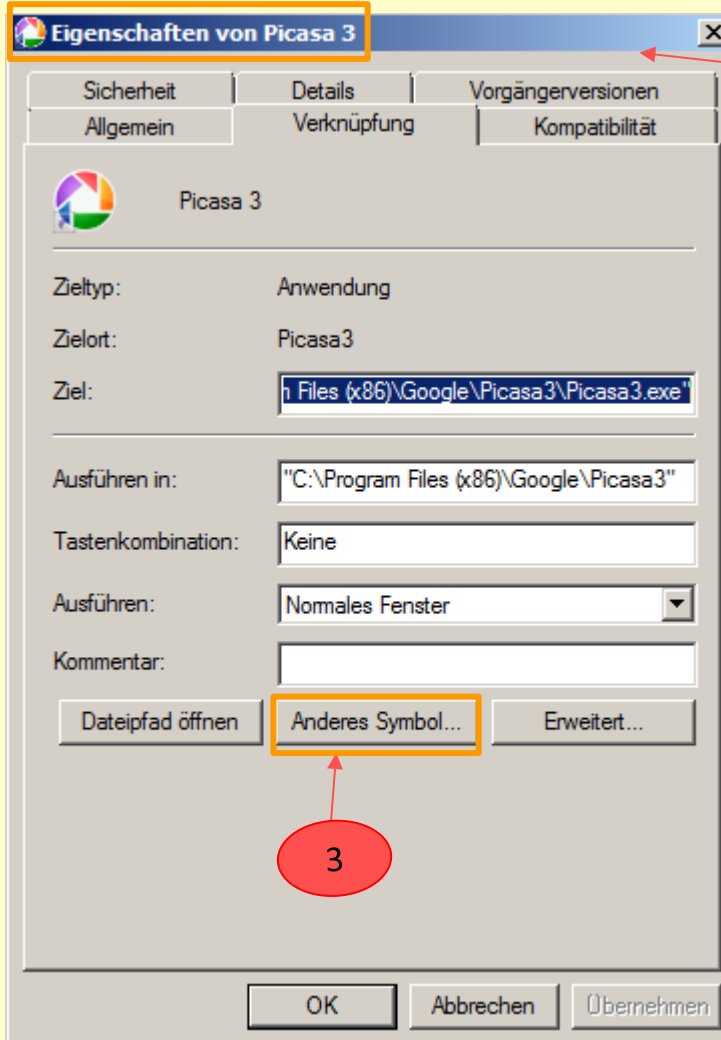 Eigenschaften von Picasa 3
Sicherheit Details Vorgängerversionen
Allgemein Verknüpfung Kompatibilität
Picasa 3
Zieltyp: Anwendung
Zielort: Picasa3
Ziel: n Files (x86)\Google\Picasa3\Picasa3.exe"
Ausführen in: "C:\Program Files (x86)\Google\Picasa3"
Tastenkombination: Keine
Ausführen: Normales Fenster
Kommentar:
Dateipfad öffnen Anderes Symbol... Erweitert...
3
OK Abbrechen Übernehmen